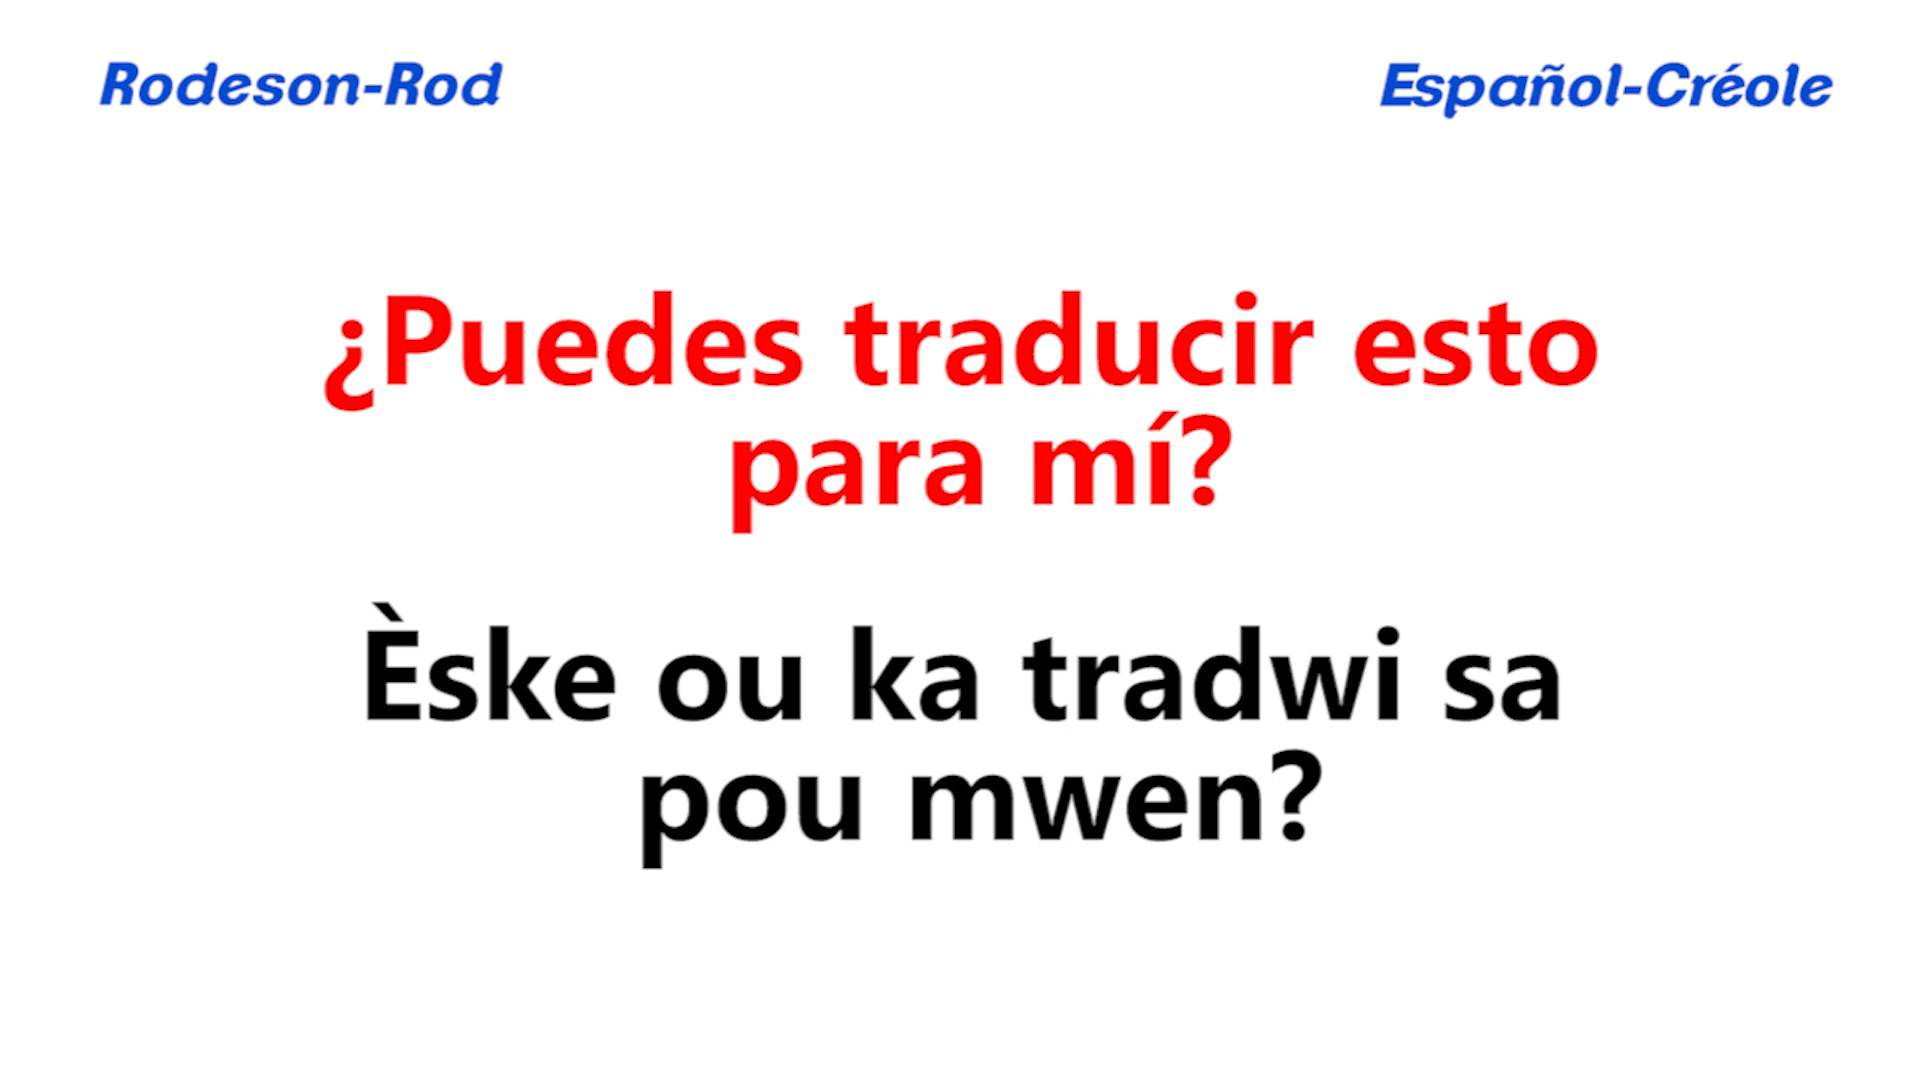 Rodeson-Rod
Español-Créole
¿Puedes traducir esto
para mí?
Èske ou ka tradwi sa
pou mwen?